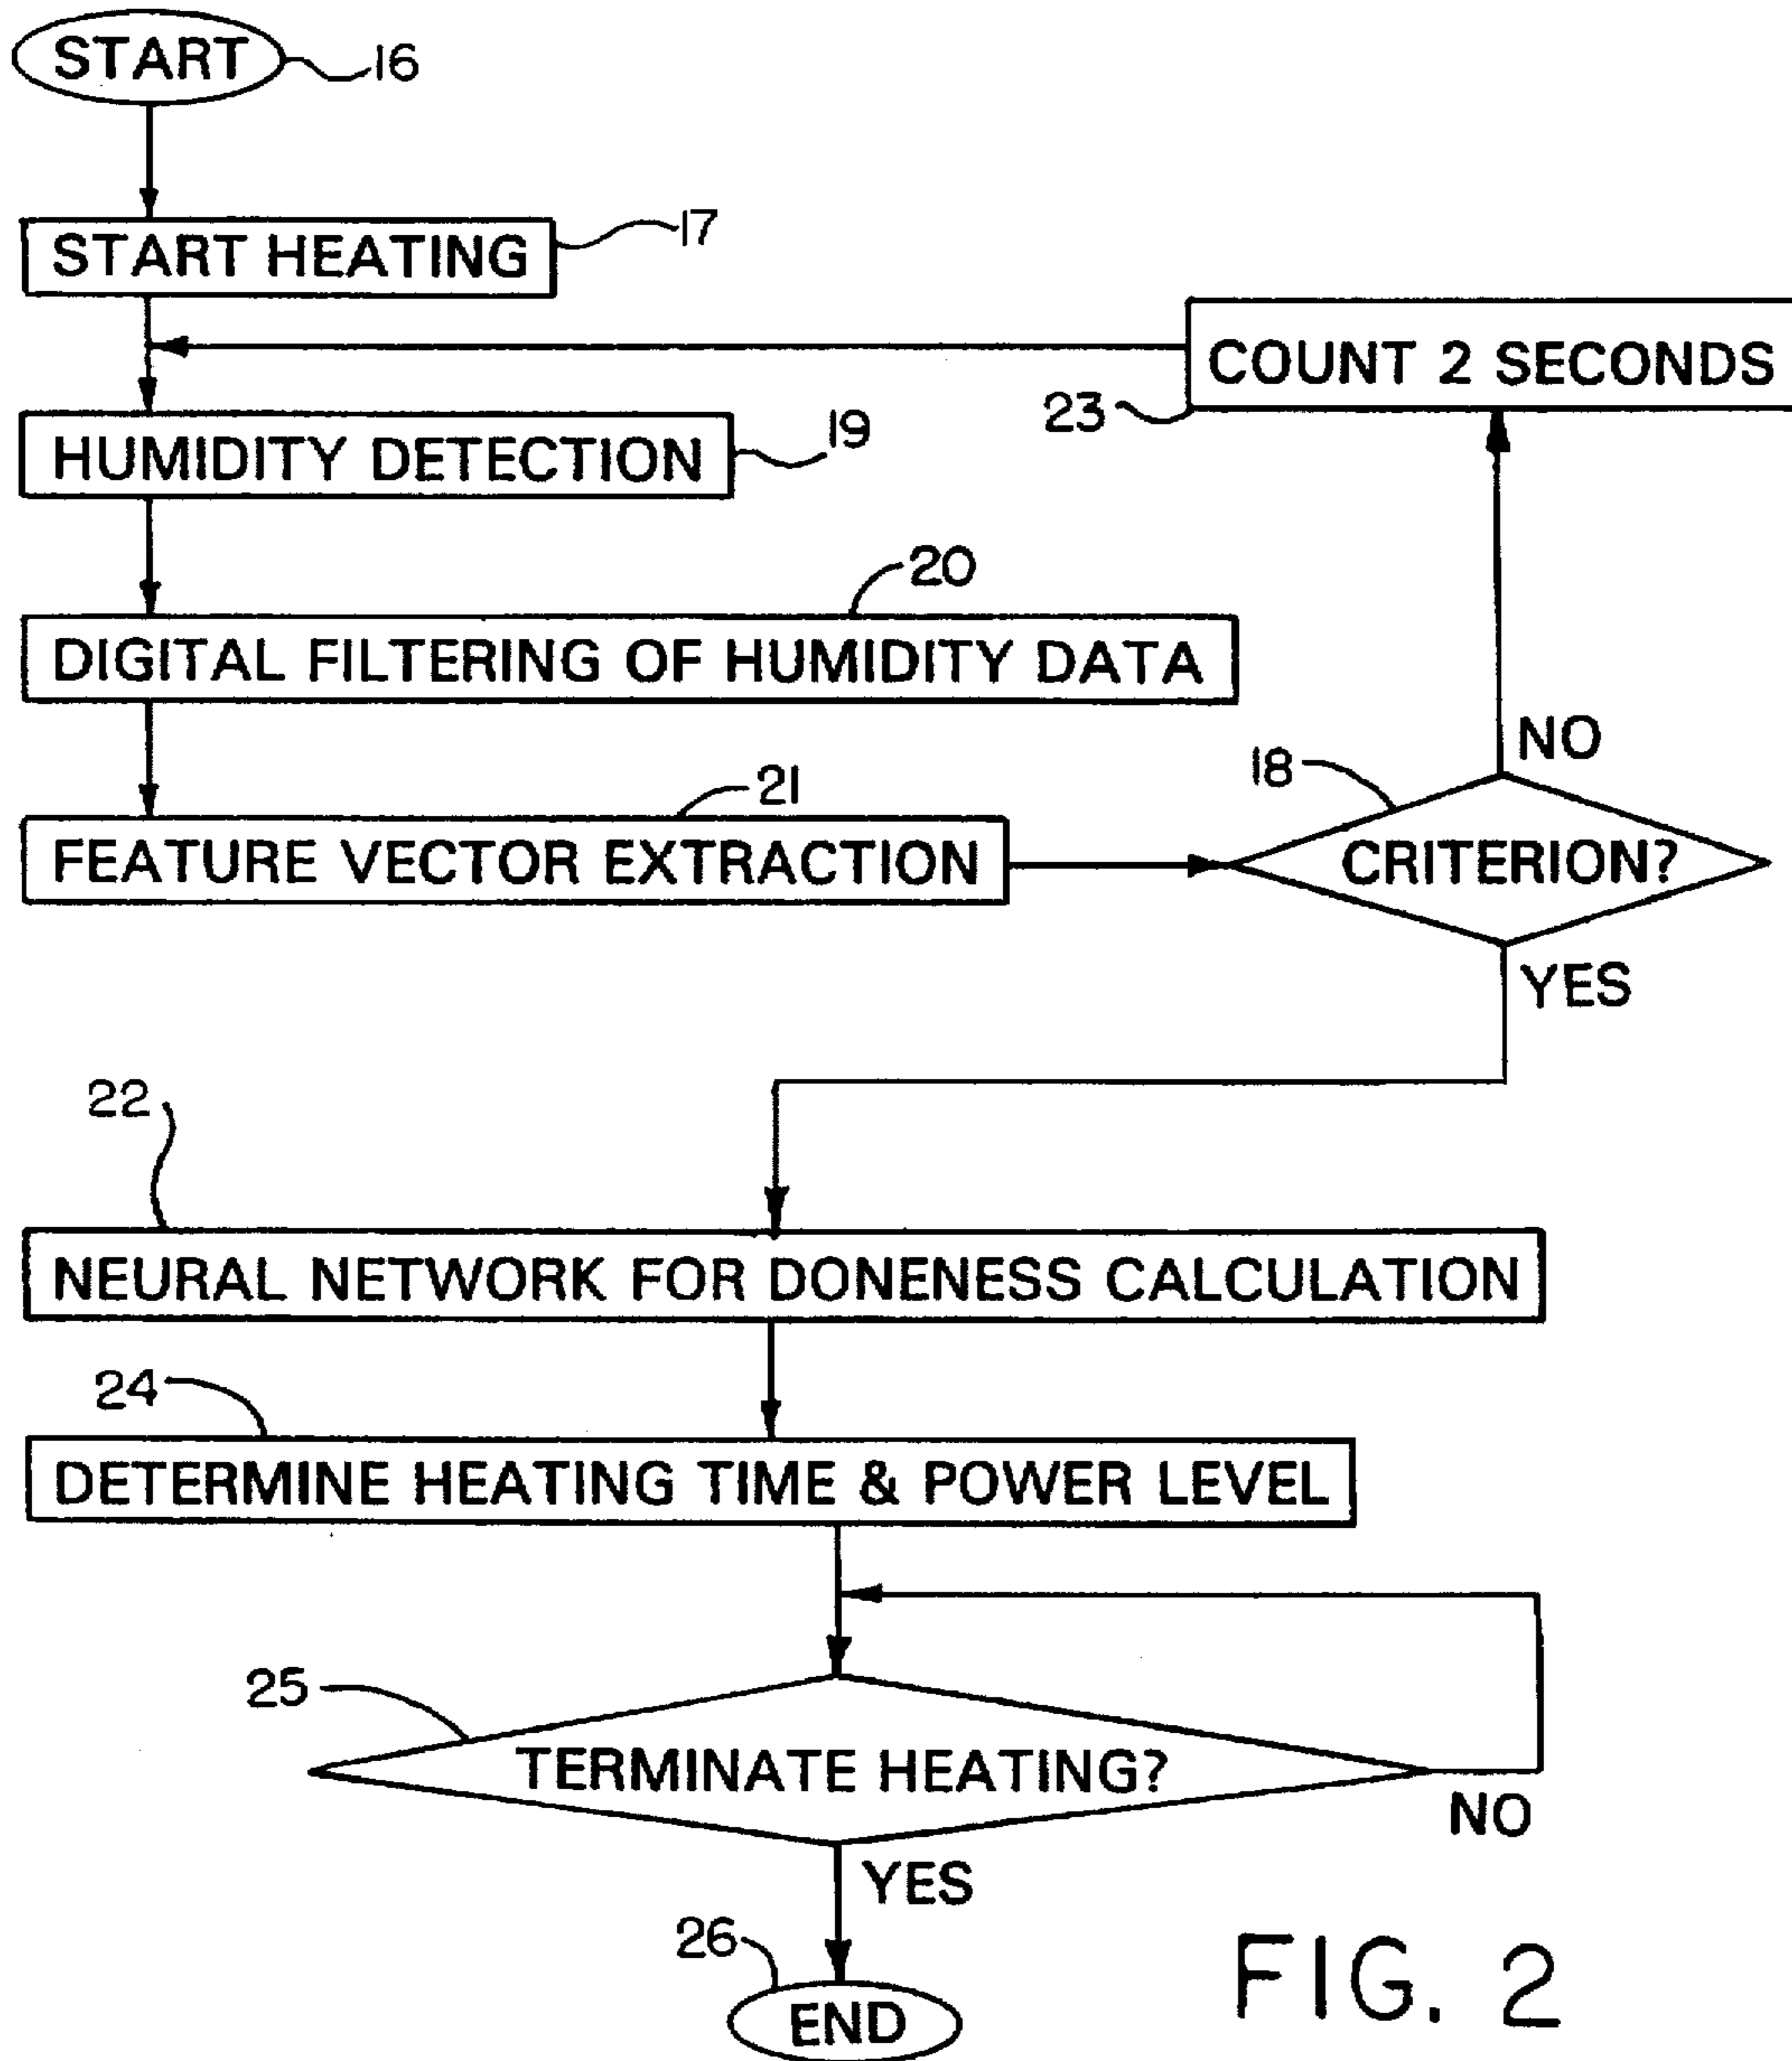 START
16
START HEATING
17
COUNT 2 SECONDS
23
HUMIDITY DETECTION
19
20
DIGITAL FILTERING OF HUMIDITY DATA
NO
18
21
FEATURE VECTOR EXTRACTION
CRITERION?
YES
22
NEURAL NETWORK FOR DONENESS CALCULATION
24
DETERMINE HEATING TIME & POWER LEVEL
25
TERMINATE HEATING?
NO
YES
26
END
FIG. 2